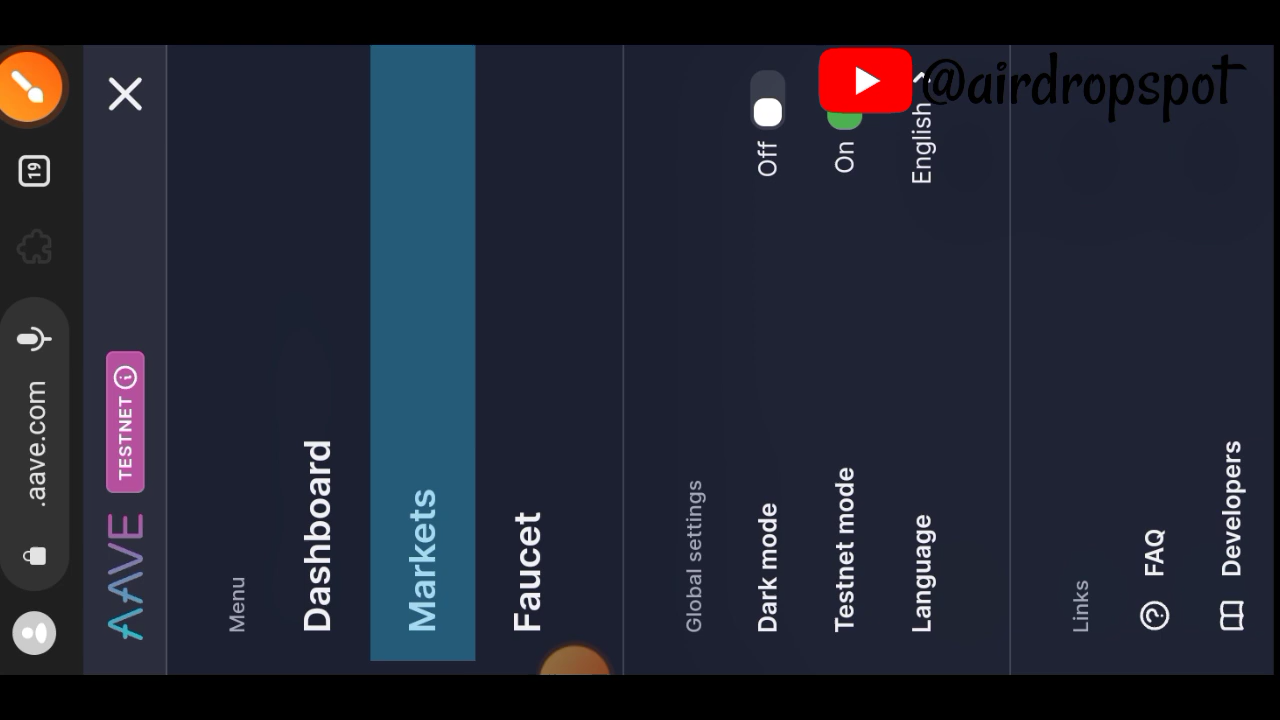 19
.aave.com
AAVE TESTNET
Menu
Dashboard
Markets
Faucet
Global settings
Dark mode Off
Testnet mode On
Language English
Links
FAQ
Developers
@airdropspot